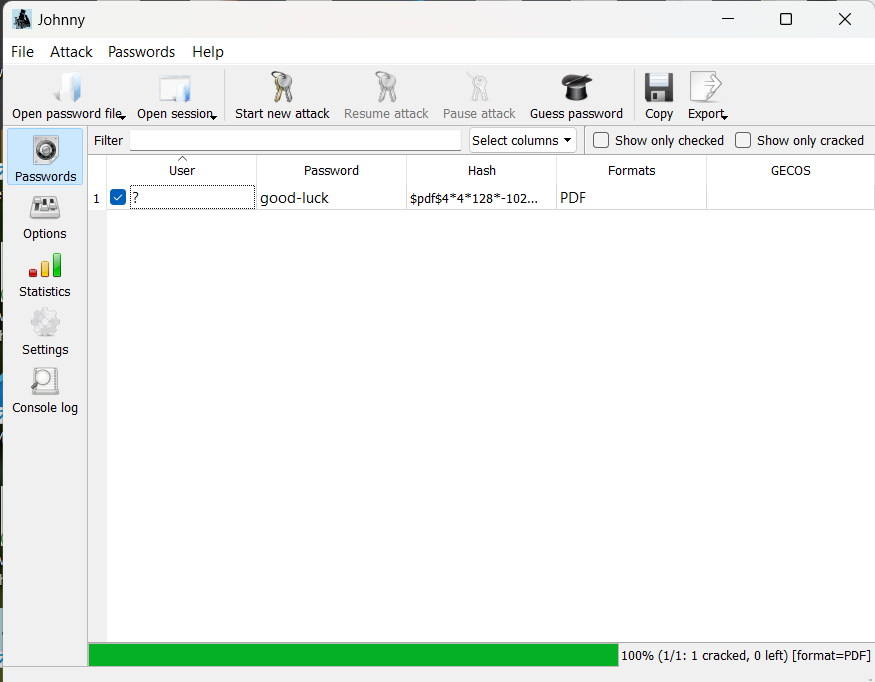 Johnny
File Attack Passwords Help
Open password file Open session Start new attack Resume attack Pause attack Guess password Copy Export
Passwords
Options
Statistics
Settings
Console log
Filter Select columns Show only checked Show only cracked
User Password Hash Formats GECOS
1 ? good-luck $pdf$4*4*128*-102... PDF
100% (1/1: 1 cracked, 0 left) [format=PDF]